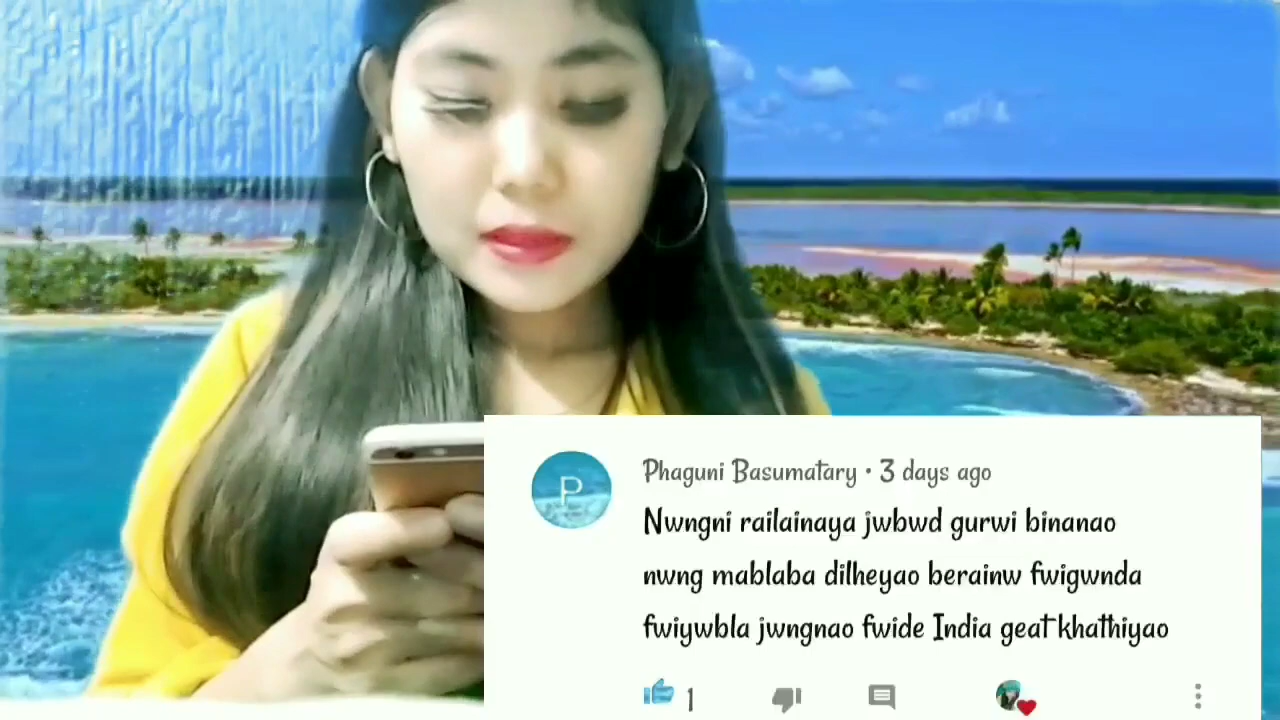 P
Phaguni Basumatary • 3 days ago
Nwngni railainaya jwbwd gurwi binanao
nwng mablaba dilheyao berainw fwigwnda
fwiywbla jwngnao fwide India geat khathiyao
1